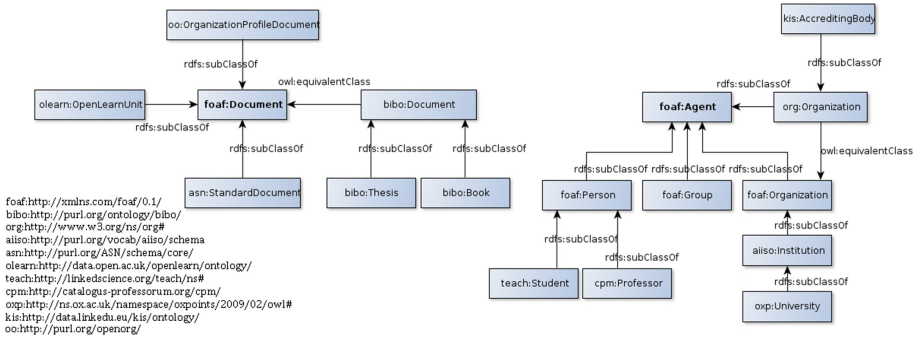 oo:OrganizationProfileDocument
kis:AccreditingBody
rdfs:subClassOf
rdfs:subClassOf
owl:equivalentClass
rdfs:subClassOf
olearn:OpenLearnUnit
foaf:Document
bibo:Document
foaf:Agent
org:Organization
rdfs:subClassOf
rdfs:subClassOf
rdfs:subClassOf
rdfs:subClassOf
owl:equivalentClass
rdfs:subClassOf
rdfs:subClassOf
rdfs:subClassOf
asn:StandardDocument
bibo:Thesis
bibo:Book
foaf:Person
foaf:Group
foaf:Organization
rdfs:subClassOf
rdfs:subClassOf
rdfs:subClassOf
aiiso:Institution
teach:Student
cpm:Professor
rdfs:subClassOf
oxp:University
foaf:http://xmlns.com/foaf/0.1/
bibo:http://purl.org/ontology/bibo/
org:http://www.w3.org/ns/org#
aiiso:http://purl.org/vocab/aiiso/schema
asn:http://purl.org/ASN/schema/core/
olearn:http://data.open.ac.uk/openlearn/ontology/
teach:http://linkedscience.org/teach/ns#
cpm:http://catalogus-professorum.org/cpm/
oxp:http://ns.ox.ac.uk/namespace/oxpoints/2009/02/owl#
kis:http://data.linkedu.eu/kis/ontology/
oo:http://purl.org/openorg/